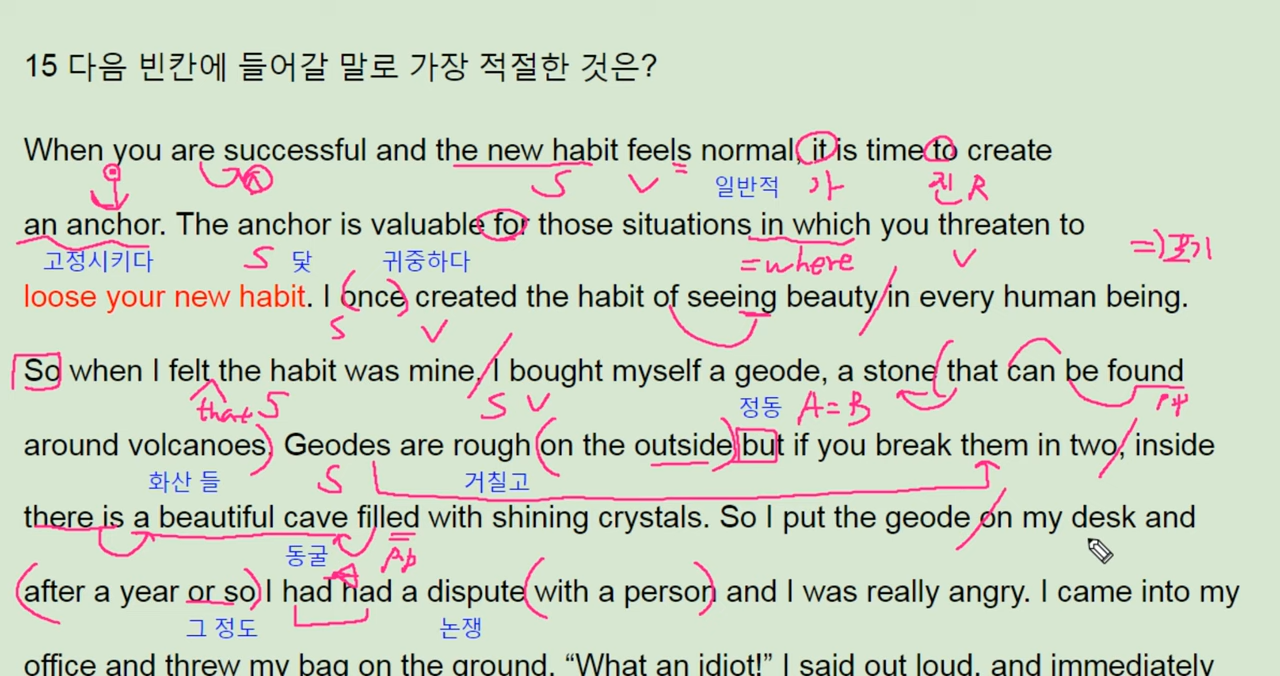 15 다음 빈칸에 들어갈 말로 가장 적절한 것은?
When you are successful and the new habit feels normal, it is time to create
S V 일반적 가 진 R
an anchor. The anchor is valuable for those situations in which you threaten to
고정시키다 S 닻 귀중하다 =where V =) 포기
loose your new habit. I once created the habit of seeing beauty in every human being.
S V
So when I felt the habit was mine, I bought myself a geode, a stone that can be found
that S S V 정동 A=B
around volcanoes. Geodes are rough on the outside but if you break them in two, inside
화산 들 S 거칠고
there is a beautiful cave filled with shining crystals. So I put the geode on my desk and
동굴 p.p
after a year or so I had had a dispute with a person and I was really angry. I came into my
그 정도 논쟁
office and threw my bag on the ground. “What an idiot!” I said out loud, and immediately